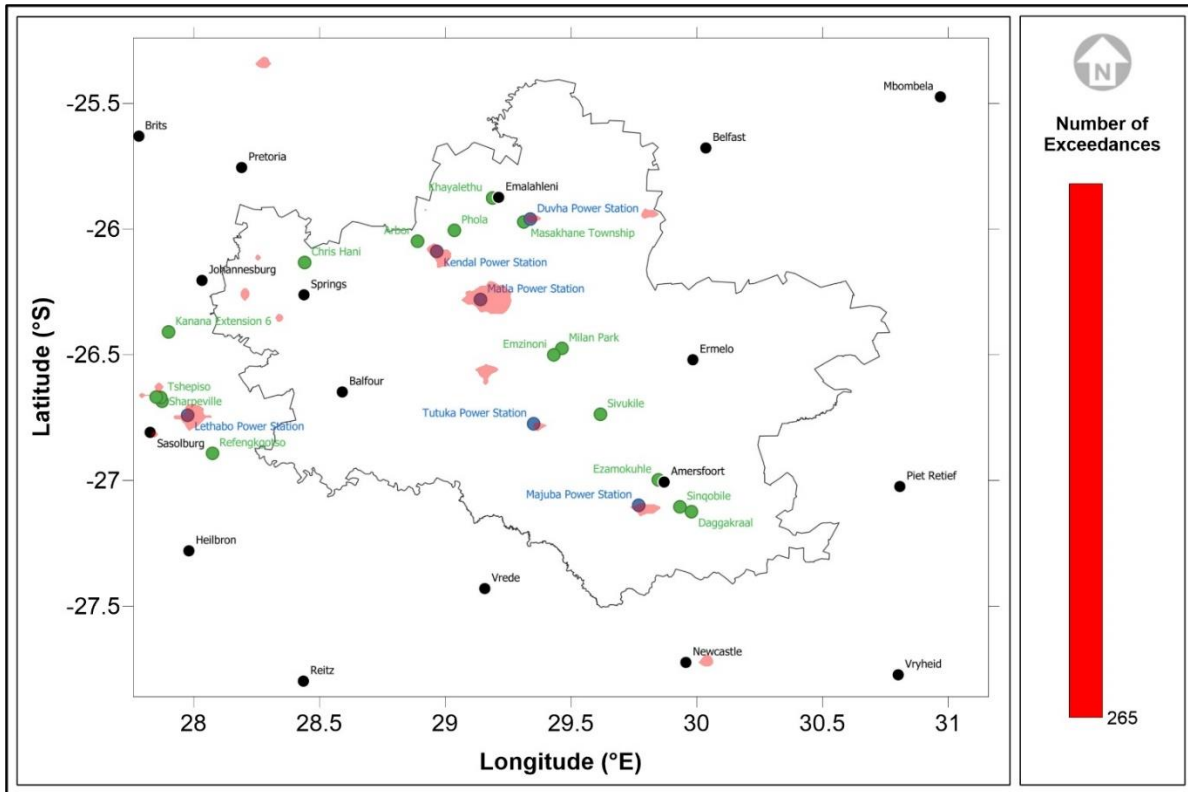 -25.5
-26
-26.5
-27
-27.5
Latitude (°S)
28
28.5
29
29.5
30
30.5
31
Longitude (°E)
Mbombela
Brits
Pretoria
Belfast
Khayalethu
Emalahleni
Duvha Power Station
Phola
Masakhane Township
Arbor
Chris Hani
Kendal Power Station
Johannesburg
Springs
Matla Power Station
Kanana Extension 6
Emzinoni
Milan Park
Ermelo
Balfour
Tshepiso
Sharpeville
Lethabo Power Station
Sasolburg
Refengkgotso
Tutuka Power Station
Sivukile
Ezamokuhle
Amersfoort
Piet Retief
Majuba Power Station
Sinqobile
Daggakraal
Heilbron
Vrede
Newcastle
Reitz
Vryheid
N
Number of
Exceedances
265